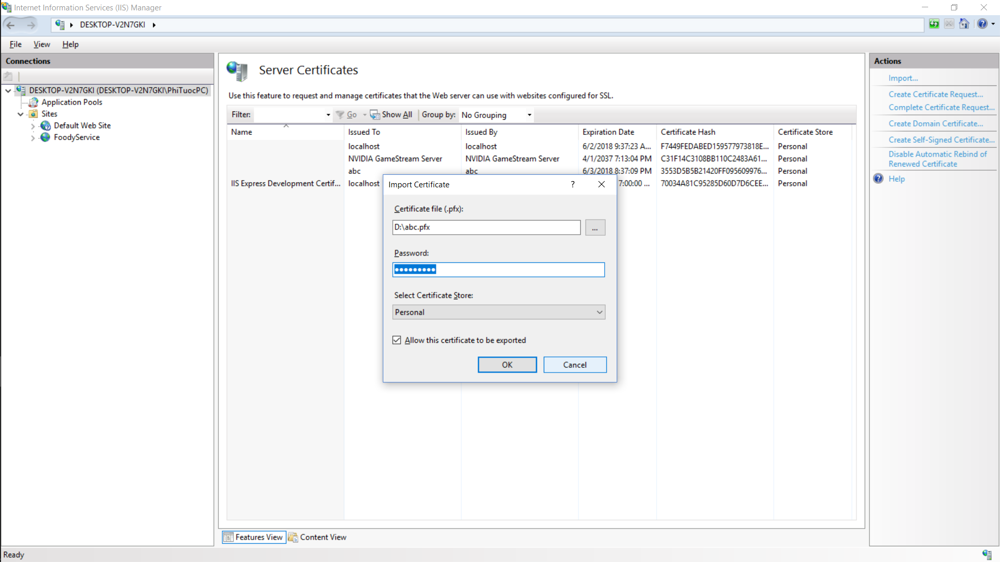 Internet Information Services (IIS) Manager
DESKTOP-V2N7GKI
File View Help
Connections
DESKTOP-V2N7GKI (DESKTOP-V2N7GKI\PhiTuocPC)
Application Pools
Sites
Default Web Site
FoodyService
Server Certificates
Use this feature to request and manage certificates that the Web server can use with websites configured for SSL.
Filter: Go Show All Group by: No Grouping
Name Issued To Issued By Expiration Date Certificate Hash Certificate Store
localhost localhost 6/2/2018 9:37:23 A... F7449FEDABED159577973818E... Personal
NVIDIA GameStream Server NVIDIA GameStream Server 4/1/2037 7:13:04 PM C31F14C3108BB110C2483A61... Personal
abc abc 6/3/2018 8:37:09 PM 3553D5B5B21420FF095609976... Personal
IIS Express Development Certif... localhost 7:00:00 ... 70034A81C95285D60D7D6CEE... Personal
Import Certificate ?
Certificate file (.pfx):
D:\abc.pfx ...
Password:
•••••••••
Select Certificate Store:
Personal
Allow this certificate to be exported
OK Cancel
Actions
Import...
Create Certificate Request...
Complete Certificate Request...
Create Domain Certificate...
Create Self-Signed Certificate...
Disable Automatic Rebind of
Renewed Certificate
Help
Features View Content View
Ready